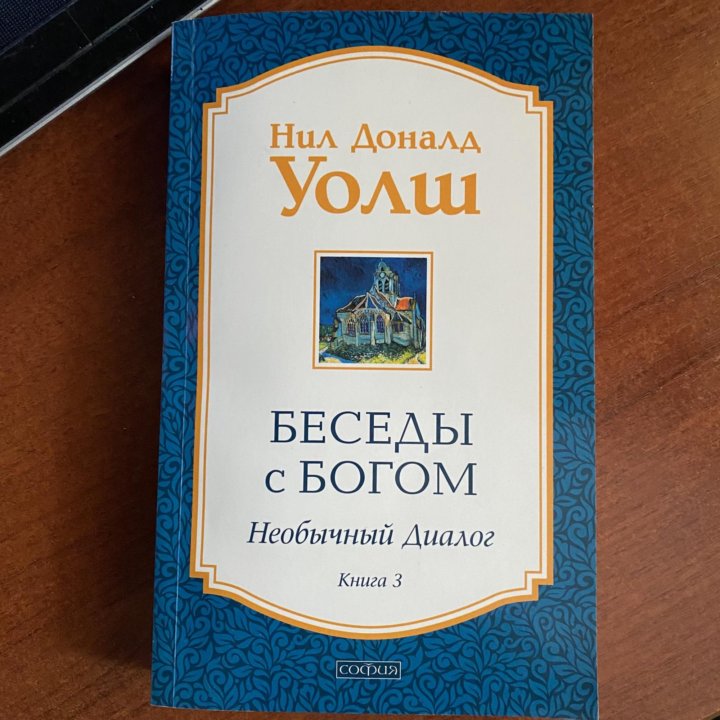 Нил Доналд
Уолш
БЕСЕДЫ
с БОГОМ
Необычный Диалог
Книга 3
СОФИЯ